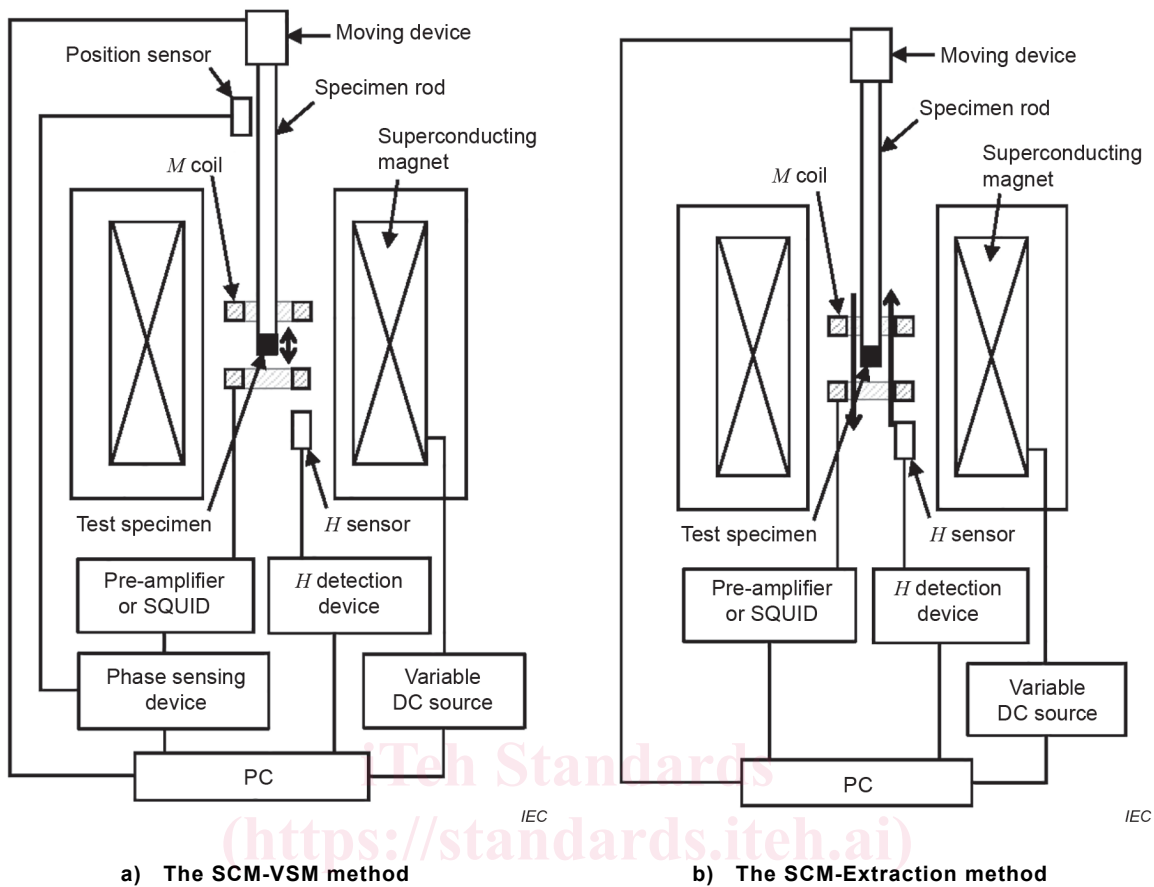 Moving device
Position sensor
Specimen rod
Superconducting
magnet
M coil
Test specimen
H sensor
Pre-amplifier
or SQUID
H detection
device
Phase sensing
device
Variable
DC source
PC
IEC
a) The SCM-VSM method
Moving device
Specimen rod
Superconducting
magnet
M coil
Test specimen
H sensor
Pre-amplifier
or SQUID
H detection
device
Variable
DC source
PC
IEC
b) The SCM-Extraction method
iTeh Standards
(https://standards.iteh.ai)